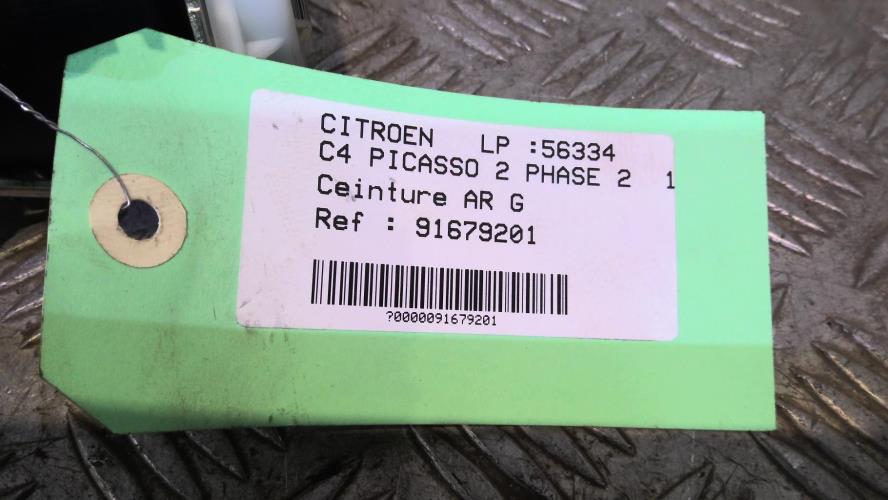 CITROEN LP :56334
C4 PICASSO 2 PHASE 2 1
Ceinture AR G
Ref : 91679201
?0000091679201